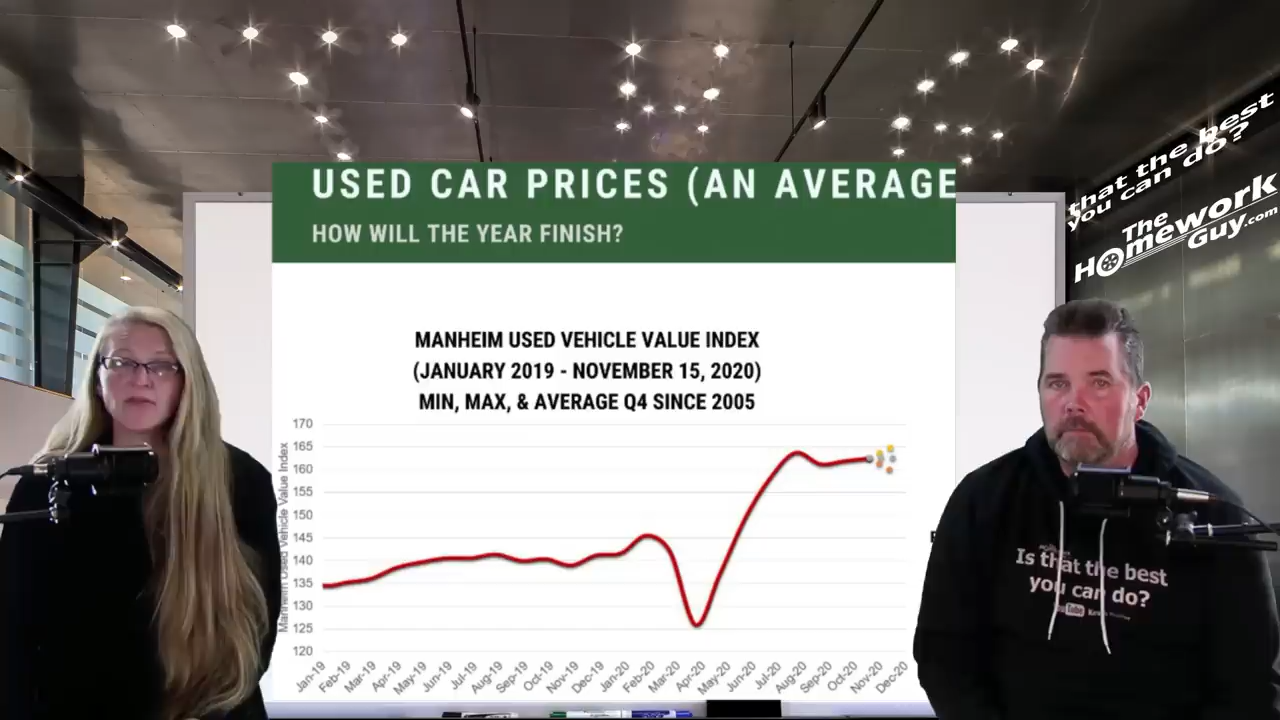 USED CAR PRICES (AN AVERAGE
HOW WILL THE YEAR FINISH?
MANHEIM USED VEHICLE VALUE INDEX
(JANUARY 2019 - NOVEMBER 15, 2020)
MIN, MAX, & AVERAGE Q4 SINCE 2005
Manheim Used Vehicle Value Index
170
165
160
155
150
145
140
135
130
125
120
Jan-19
Feb-19
Mar-19
Apr-19
May-19
Jun-19
Jul-19
Aug-19
Sep-19
Oct-19
Nov-19
Dec-19
Jan-20
Feb-20
Mar-20
Apr-20
May-20
Jun-20
Jul-20
Aug-20
Sep-20
Oct-20
Nov-20
Dec-20
that the best
you can do?
The
Homework
Guy.com
Is that the best
you can do?
YouTube